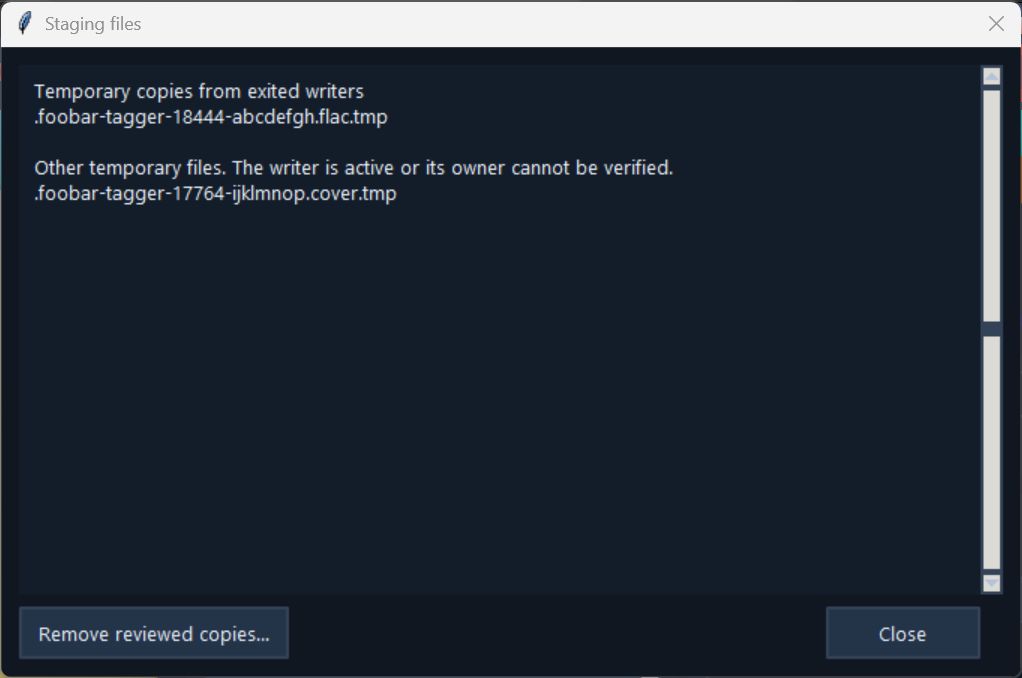 Staging files
Temporary copies from exited writers
.foobar-tagger-18444-abcdefgh.flac.tmp
Other temporary files. The writer is active or its owner cannot be verified.
.foobar-tagger-17764-ijklmnop.cover.tmp
Remove reviewed copies...
Close